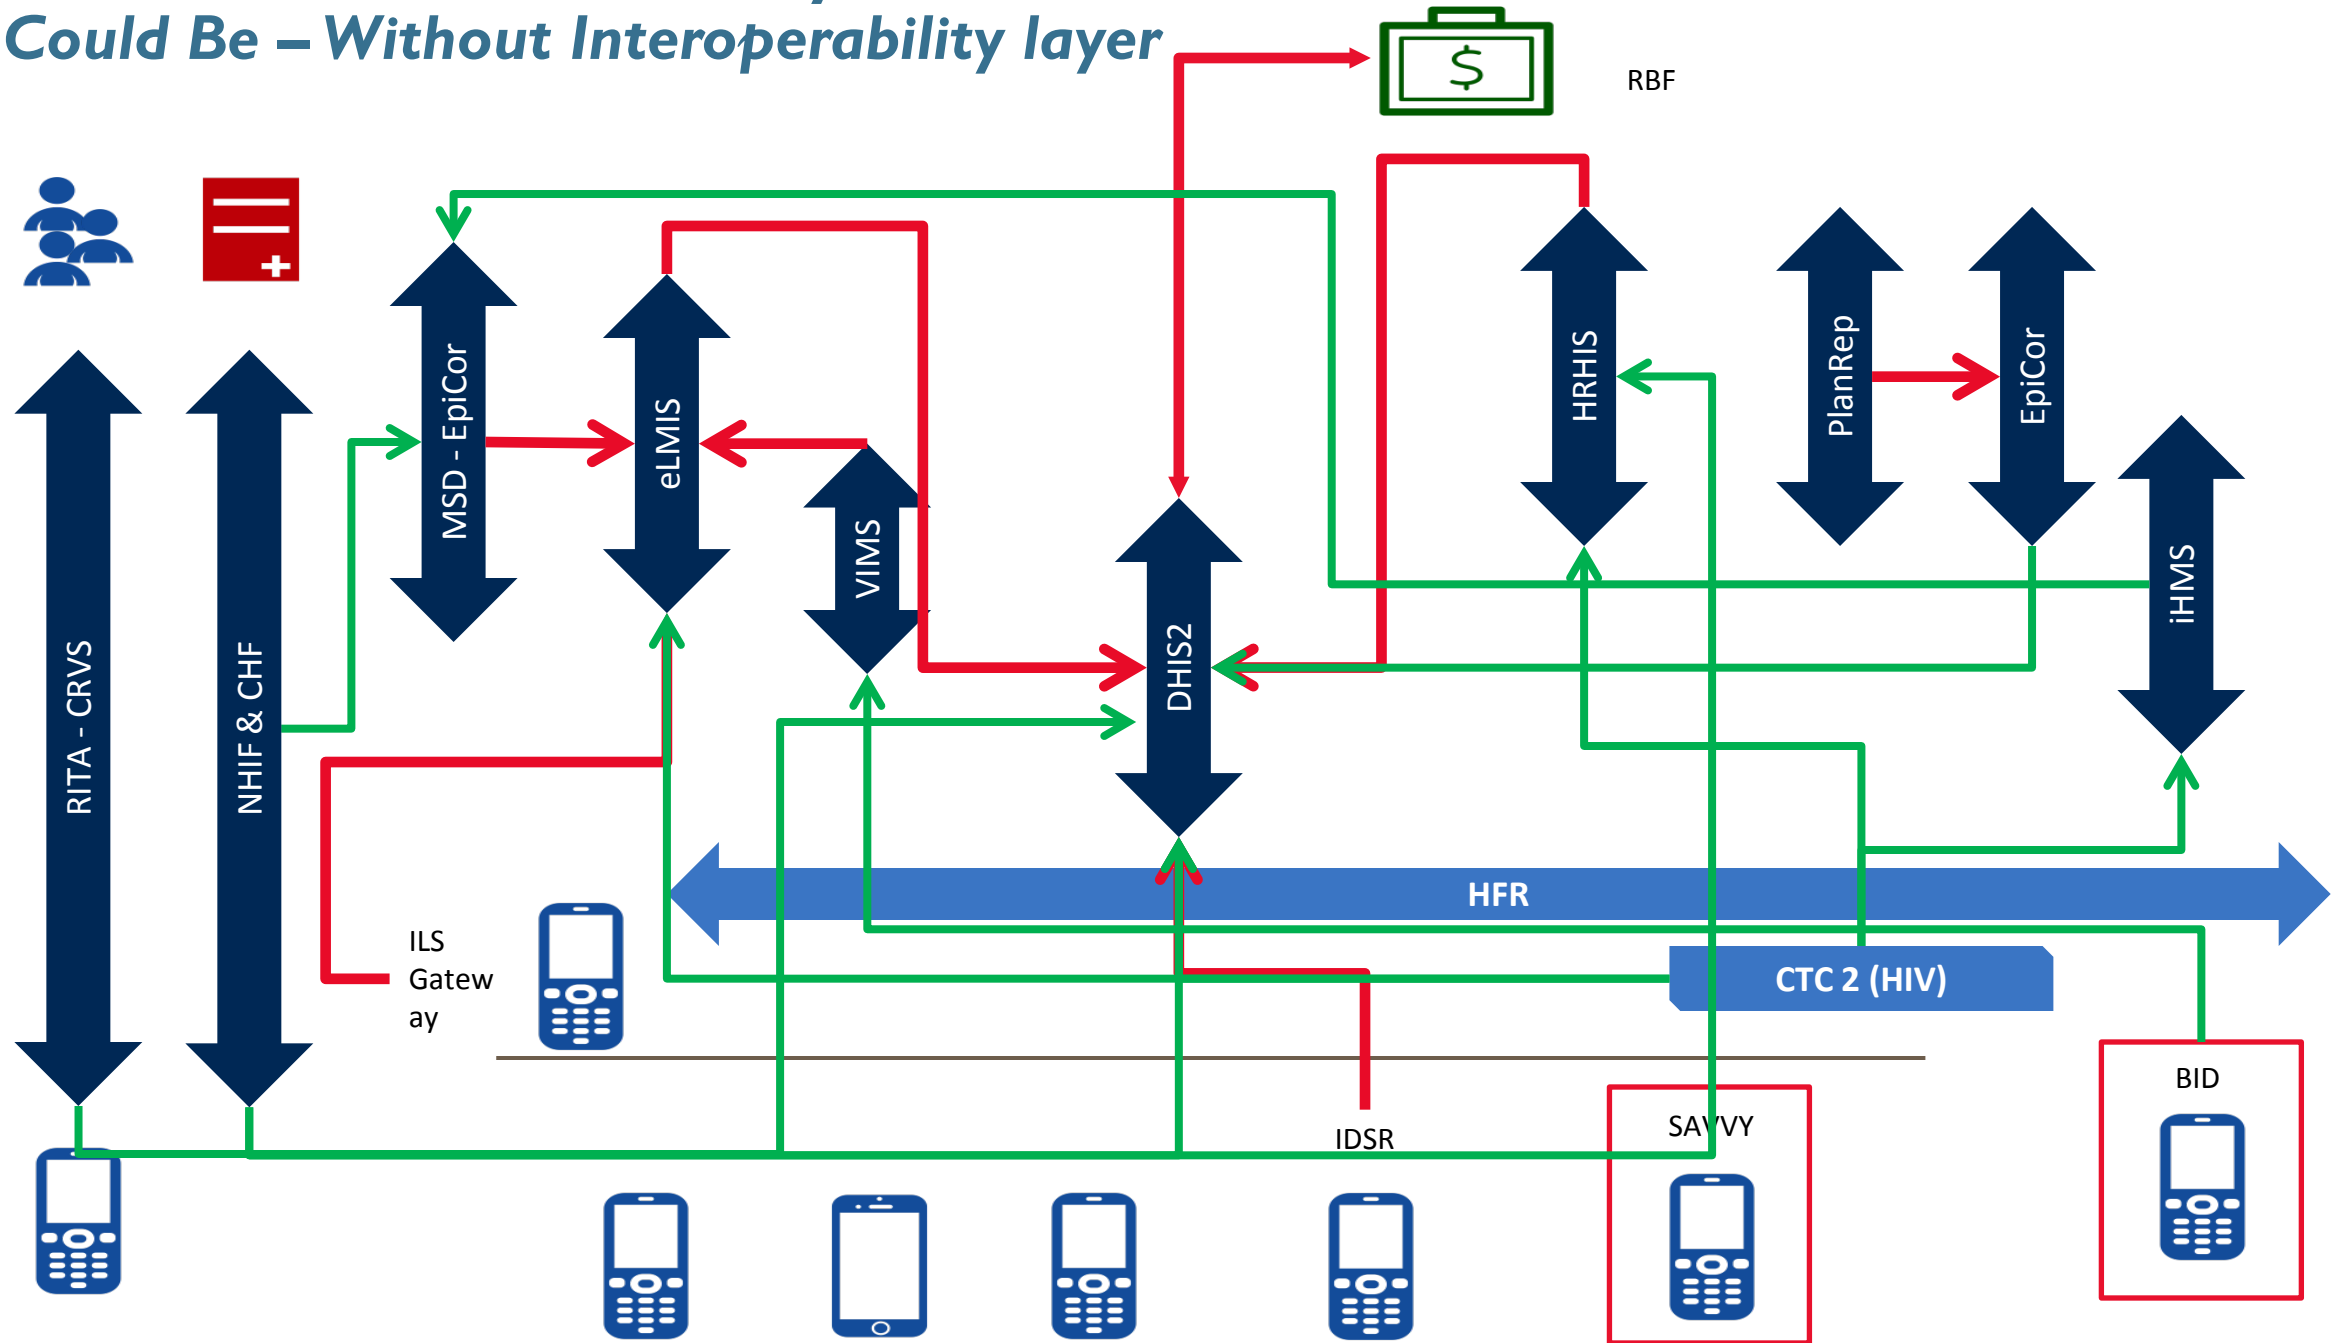 Could Be – Without Interoperability layer
$
RBF
MSD - EpiCor
eLMIS
VIMS
DHIS2
HRHIS
PlanRep
EpiCor
iHMS
RITA - CRVS
NHIF & CHF
HFR
ILS
Gatew
ay
CTC 2 (HIV)
BID
SAVVY
IDSR